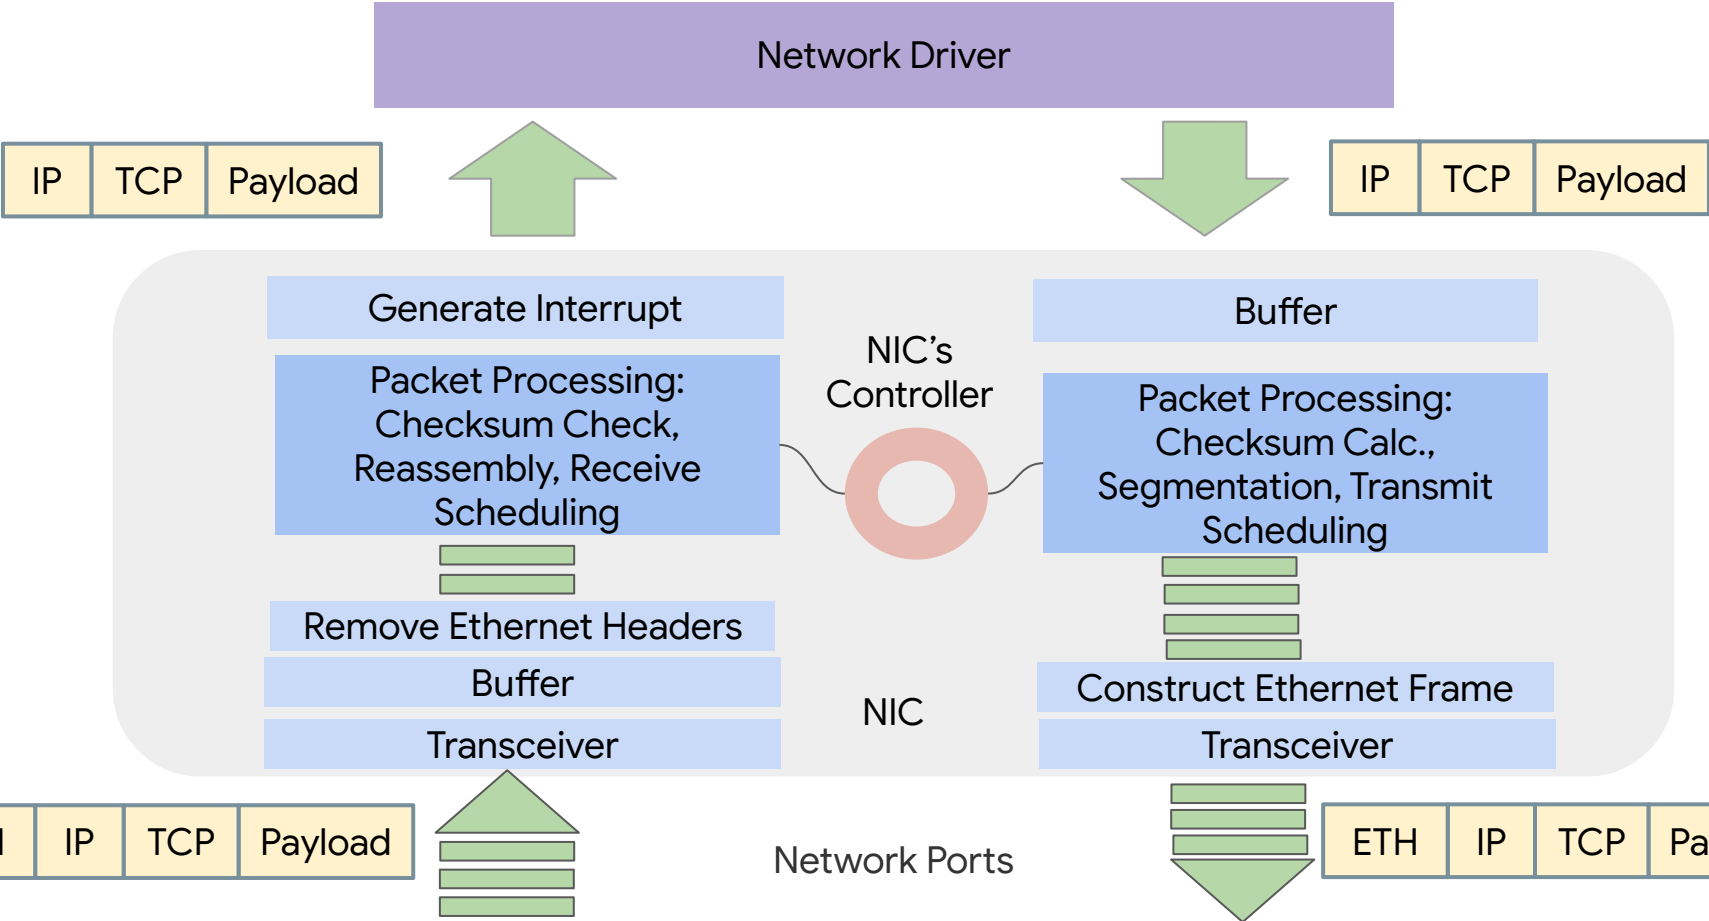 Network Driver
IP TCP Payload
IP TCP Payload
Generate Interrupt
Packet Processing:
Checksum Check,
Reassembly, Receive
Scheduling
Remove Ethernet Headers
Buffer
Transceiver
NIC's
Controller
NIC
Buffer
Packet Processing:
Checksum Calc.,
Segmentation, Transmit
Scheduling
Construct Ethernet Frame
Transceiver
IP TCP Payload
Network Ports
ETH IP TCP Pa